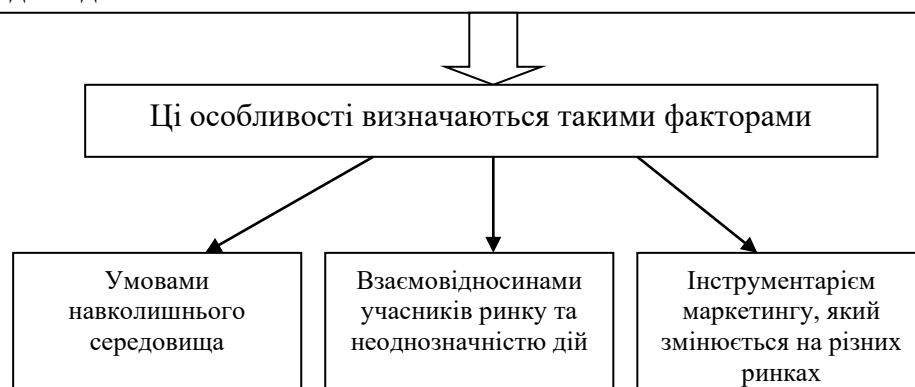 Ці особливості визначаються такими факторами
Умовами
навколишнього
середовища
Взаємовідносинами
учасників ринку та
неоднозначністю дій
Інструментарієм
маркетингу, який
змінюється на різних
ринках